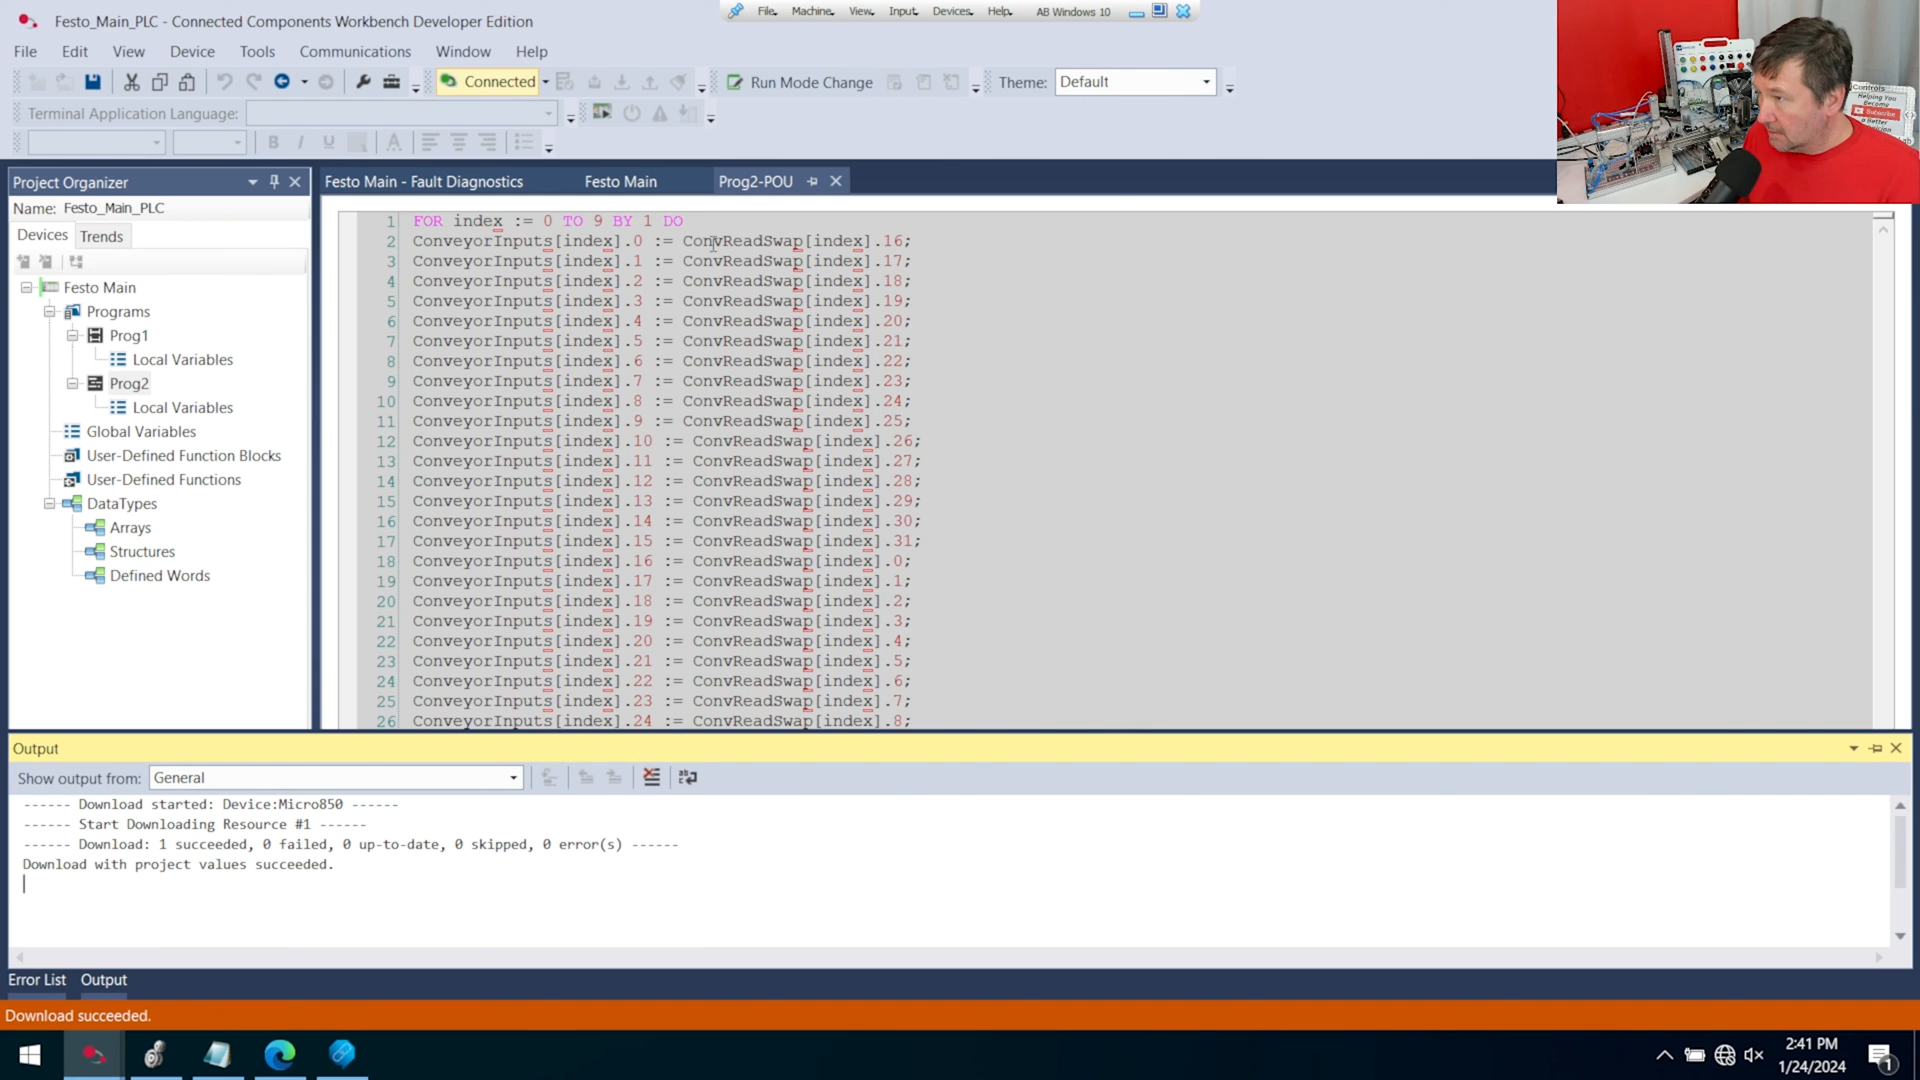 Festo_Main_PLC - Connected Components Workbench Developer Edition
File Machine View Input Devices Help AB Windows 10
File Edit View Device Tools Communications Window Help
Connected Run Mode Change Theme: Default
Terminal Application Language:
B I U A
Project Organizer
Name: Festo_Main_PLC
Devices Trends
Festo Main
Programs
Prog1
Local Variables
Prog2
Local Variables
Global Variables
User-Defined Function Blocks
User-Defined Functions
DataTypes
Arrays
Structures
Defined Words
Festo Main - Fault Diagnostics Festo Main Prog2-POU
1 FOR index := 0 TO 9 BY 1 DO
2 ConveyorInputs[index].0 := ConvReadSwap[index].16;
3 ConveyorInputs[index].1 := ConvReadSwap[index].17;
4 ConveyorInputs[index].2 := ConvReadSwap[index].18;
5 ConveyorInputs[index].3 := ConvReadSwap[index].19;
6 ConveyorInputs[index].4 := ConvReadSwap[index].20;
7 ConveyorInputs[index].5 := ConvReadSwap[index].21;
8 ConveyorInputs[index].6 := ConvReadSwap[index].22;
9 ConveyorInputs[index].7 := ConvReadSwap[index].23;
10 ConveyorInputs[index].8 := ConvReadSwap[index].24;
11 ConveyorInputs[index].9 := ConvReadSwap[index].25;
12 ConveyorInputs[index].10 := ConvReadSwap[index].26;
13 ConveyorInputs[index].11 := ConvReadSwap[index].27;
14 ConveyorInputs[index].12 := ConvReadSwap[index].28;
15 ConveyorInputs[index].13 := ConvReadSwap[index].29;
16 ConveyorInputs[index].14 := ConvReadSwap[index].30;
17 ConveyorInputs[index].15 := ConvReadSwap[index].31;
18 ConveyorInputs[index].16 := ConvReadSwap[index].0;
19 ConveyorInputs[index].17 := ConvReadSwap[index].1;
20 ConveyorInputs[index].18 := ConvReadSwap[index].2;
21 ConveyorInputs[index].19 := ConvReadSwap[index].3;
22 ConveyorInputs[index].20 := ConvReadSwap[index].4;
23 ConveyorInputs[index].21 := ConvReadSwap[index].5;
24 ConveyorInputs[index].22 := ConvReadSwap[index].6;
25 ConveyorInputs[index].23 := ConvReadSwap[index].7;
26 ConveyorInputs[index].24 := ConvReadSwap[index].8;
Controls
Helping You
Become
Subscribe
a Better
Output
Show output from: General
------ Download started: Device:Micro850 ------
------ Start Downloading Resource #1 ------
------ Download: 1 succeeded, 0 failed, 0 up-to-date, 0 skipped, 0 error(s) ------
Download with project values succeeded.
Error List Output
Download succeeded.
2:41 PM
1/24/2024
1